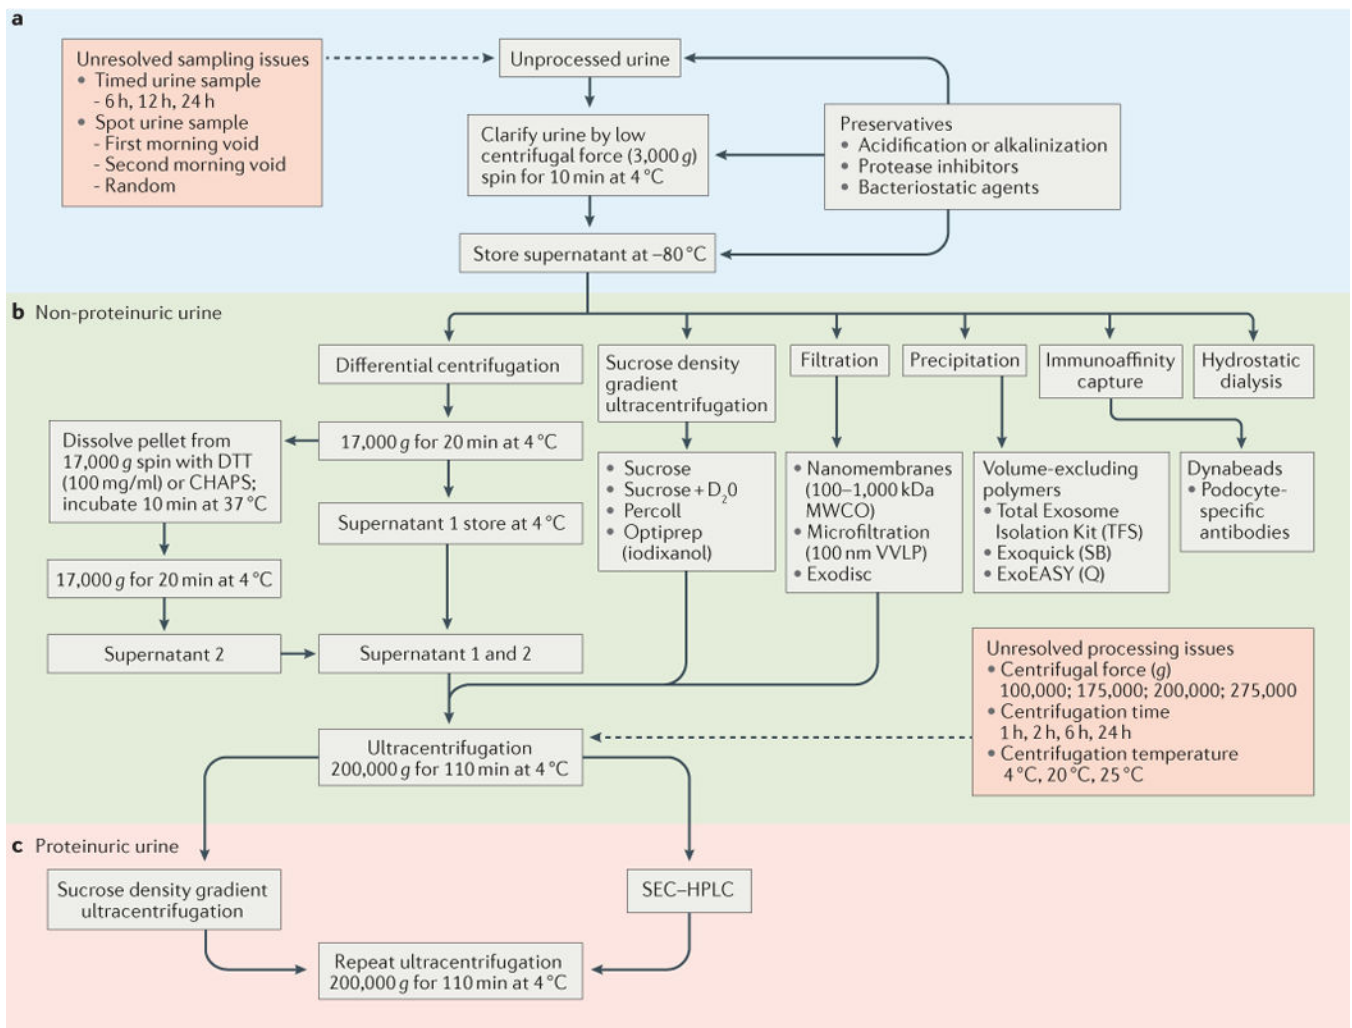 a
Unresolved sampling issues
• Timed urine sample
- 6 h, 12 h, 24 h
• Spot urine sample
- First morning void
- Second morning void
- Random
Unprocessed urine
Clarify urine by low
centrifugal force (3,000 g)
spin for 10 min at 4 °C
Preservatives
• Acidification or alkalinization
• Protease inhibitors
• Bacteriostatic agents
Store supernatant at –80 °C
b Non-proteinuric urine
Differential centrifugation
Sucrose density
gradient
ultracentrifugation
Filtration
Precipitation
Immunoaffinity
capture
Hydrostatic
dialysis
Dissolve pellet from
17,000 g spin with DTT
(100 mg/ml) or CHAPS;
incubate 10 min at 37 °C
17,000 g for 20 min at 4 °C
Supernatant 1 store at 4 °C
• Sucrose
• Sucrose + D₂0
• Percoll
• Optiprep
(iodixanol)
• Nanomembranes
(100–1,000 kDa
MWCO)
• Microfiltration
(100 nm VVLP)
• Exodisc
Volume-excluding
polymers
• Total Exosome
Isolation Kit (TFS)
• Exoquick (SB)
• ExoEASY (Q)
Dynabeads
• Podocyte-
specific
antibodies
17,000 g for 20 min at 4 °C
Supernatant 2
Supernatant 1 and 2
Unresolved processing issues
• Centrifugal force (g)
100,000; 175,000; 200,000; 275,000
• Centrifugation time
1 h, 2 h, 6 h, 24 h
• Centrifugation temperature
4 °C, 20 °C, 25 °C
Ultracentrifugation
200,000 g for 110 min at 4 °C
c Proteinuric urine
Sucrose density gradient
ultracentrifugation
SEC–HPLC
Repeat ultracentrifugation
200,000 g for 110 min at 4 °C